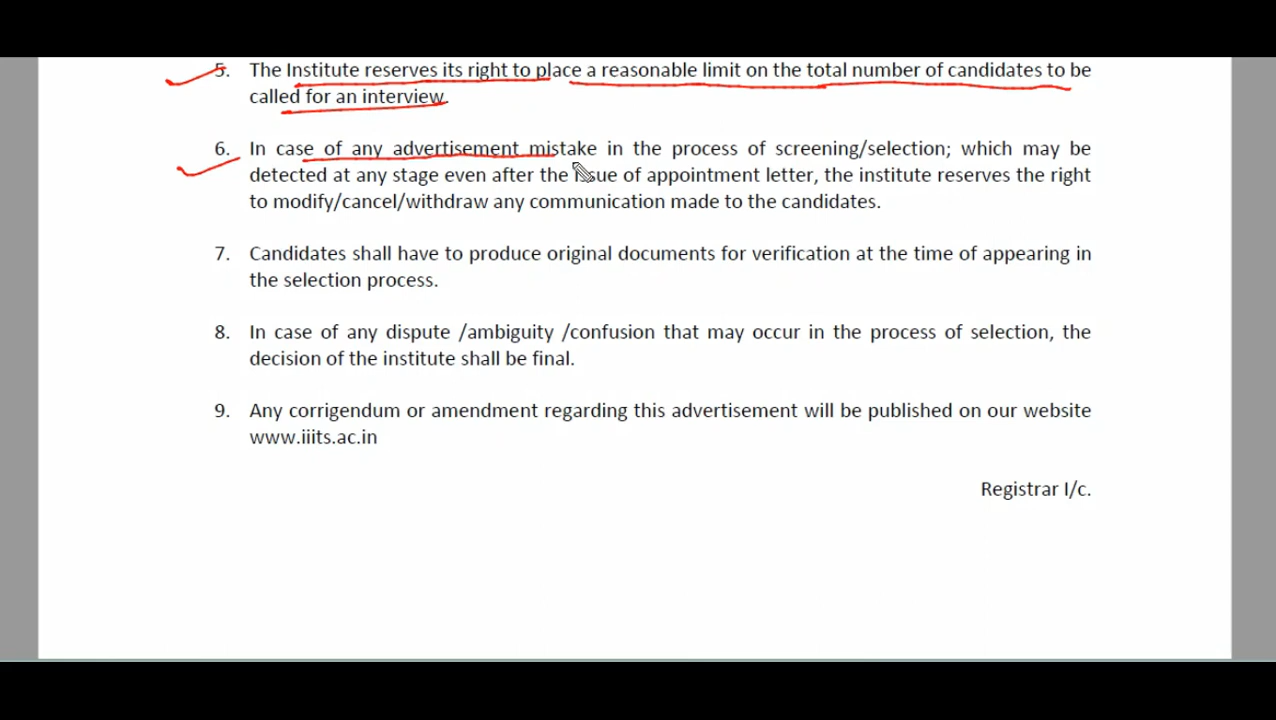 5. The Institute reserves its right to place a reasonable limit on the total number of candidates to be
called for an interview.
6. In case of any advertisement mistake in the process of screening/selection; which may be
detected at any stage even after the issue of appointment letter, the institute reserves the right
to modify/cancel/withdraw any communication made to the candidates.
7. Candidates shall have to produce original documents for verification at the time of appearing in
the selection process.
8. In case of any dispute /ambiguity /confusion that may occur in the process of selection, the
decision of the institute shall be final.
9. Any corrigendum or amendment regarding this advertisement will be published on our website
www.iiits.ac.in
Registrar I/c.